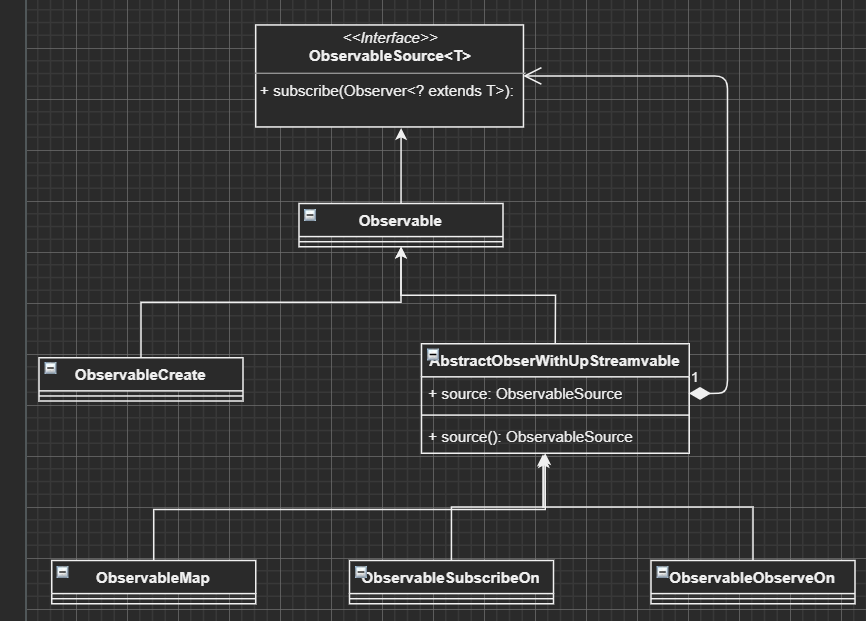 <<Interface>>
ObservableSource<T>
+ subscribe(Observer<? extends T>):
Observable
ObservableCreate
AbstractObserWithUpStreamvable
1
+ source: ObservableSource
+ source(): ObservableSource
ObservableMap
ObservableSubscribeOn
ObservableObserveOn